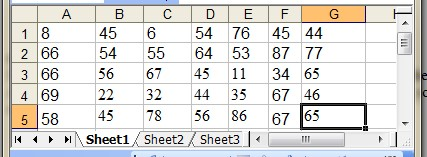 A B C D E F G
1 8 45 6 54 76 45 44
2 66 54 55 64 53 87 77
3 66 56 67 45 11 34 65
4 69 22 32 44 35 67 46
5 58 45 78 56 86 67 65
Sheet1 Sheet2 Sheet3